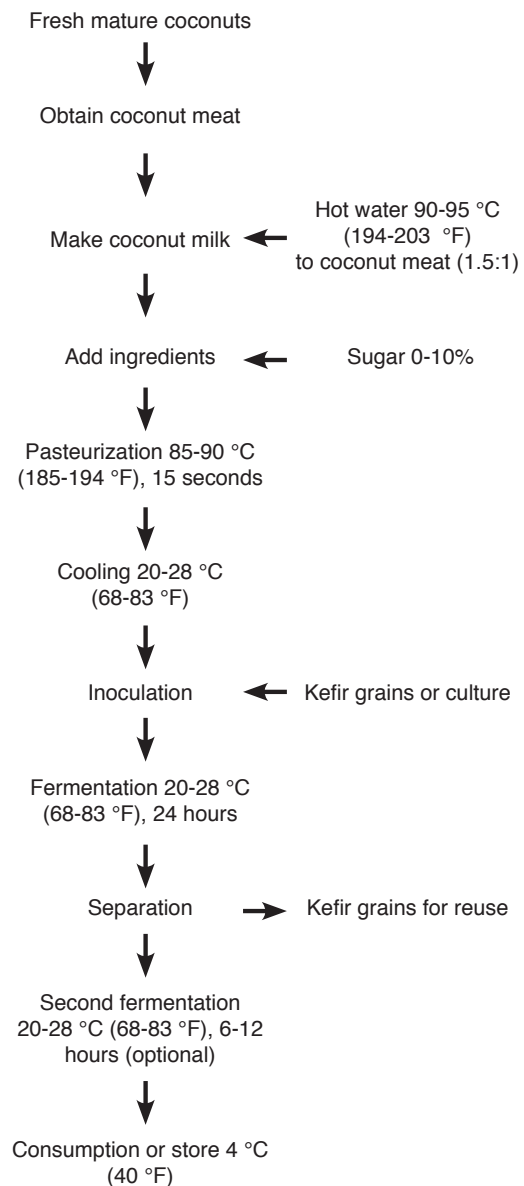 Fresh mature coconuts
Obtain coconut meat
Make coconut milk
Hot water 90-95 °C
(194-203 °F)
to coconut meat (1.5:1)
Add ingredients
Sugar 0-10%
Pasteurization 85-90 °C
(185-194 °F), 15 seconds
Cooling 20-28 °C
(68-83 °F)
Inoculation
Kefir grains or culture
Fermentation 20-28 °C
(68-83 °F), 24 hours
Separation
Kefir grains for reuse
Second fermentation
20-28 °C (68-83 °F), 6-12
hours (optional)
Consumption or store 4 °C
(40 °F)